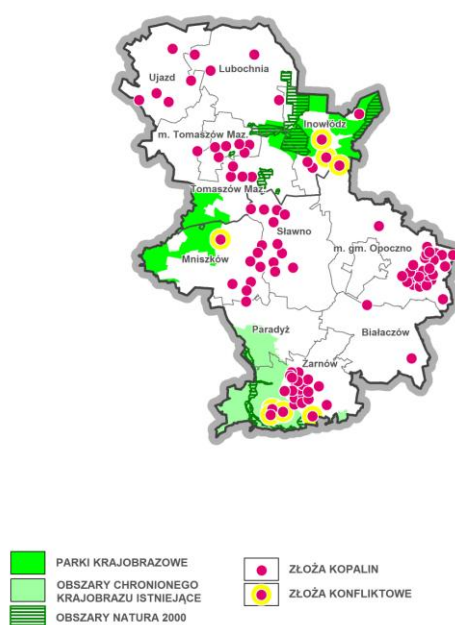 Lubochnia
Ujazd
Inowłódź
m. Tomaszów Maz.
Tomaszów Maz.
Sławno
m. gm. Opoczno
Mniszków
Paradyż
Białaczów
Żarnów
PARKI KRAJOBRAZOWE
OBSZARY CHRONIONEGO
KRAJOBRAZU ISTNIEJĄCE
OBSZARY NATURA 2000
ZŁOŻA KOPALIN
ZŁOŻA KONFLIKTOWE